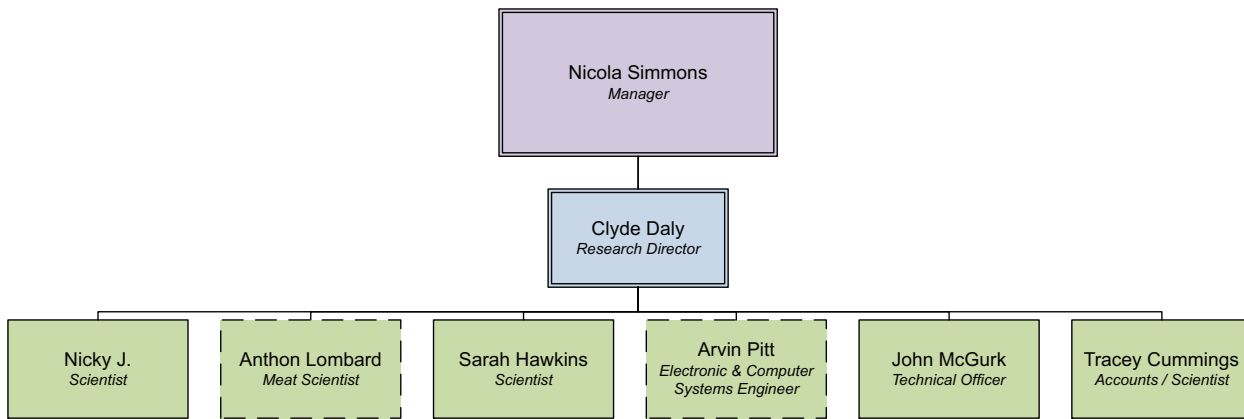 Nicola Simmons
Manager
Clyde Daly
Research Director
Nicky J.
Scientist
Anthon Lombard
Meat Scientist
Sarah Hawkins
Scientist
Arvin Pitt
Electronic & Computer
Systems Engineer
John McGurk
Technical Officer
Tracey Cummings
Accounts / Scientist